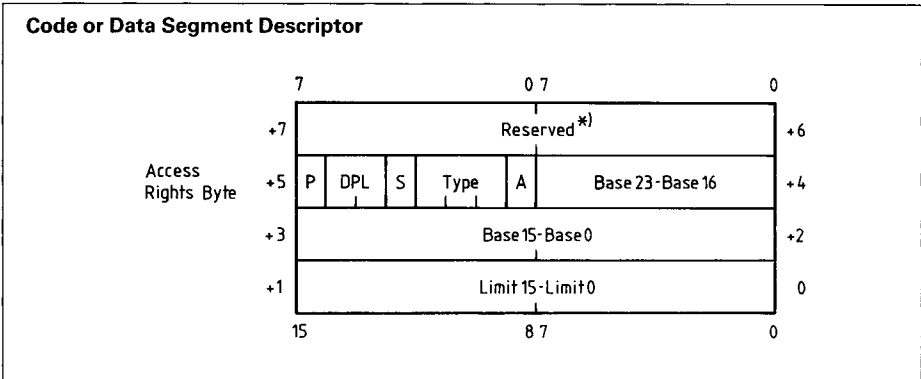 Code or Data Segment Descriptor
7 0 7 0
+7 Reserved*) +6
Access
Rights Byte +5 P DPL S Type A Base 23-Base 16 +4
+3 Base 15-Base 0 +2
+1 Limit 15-Limit 0 0
15 8 7 0